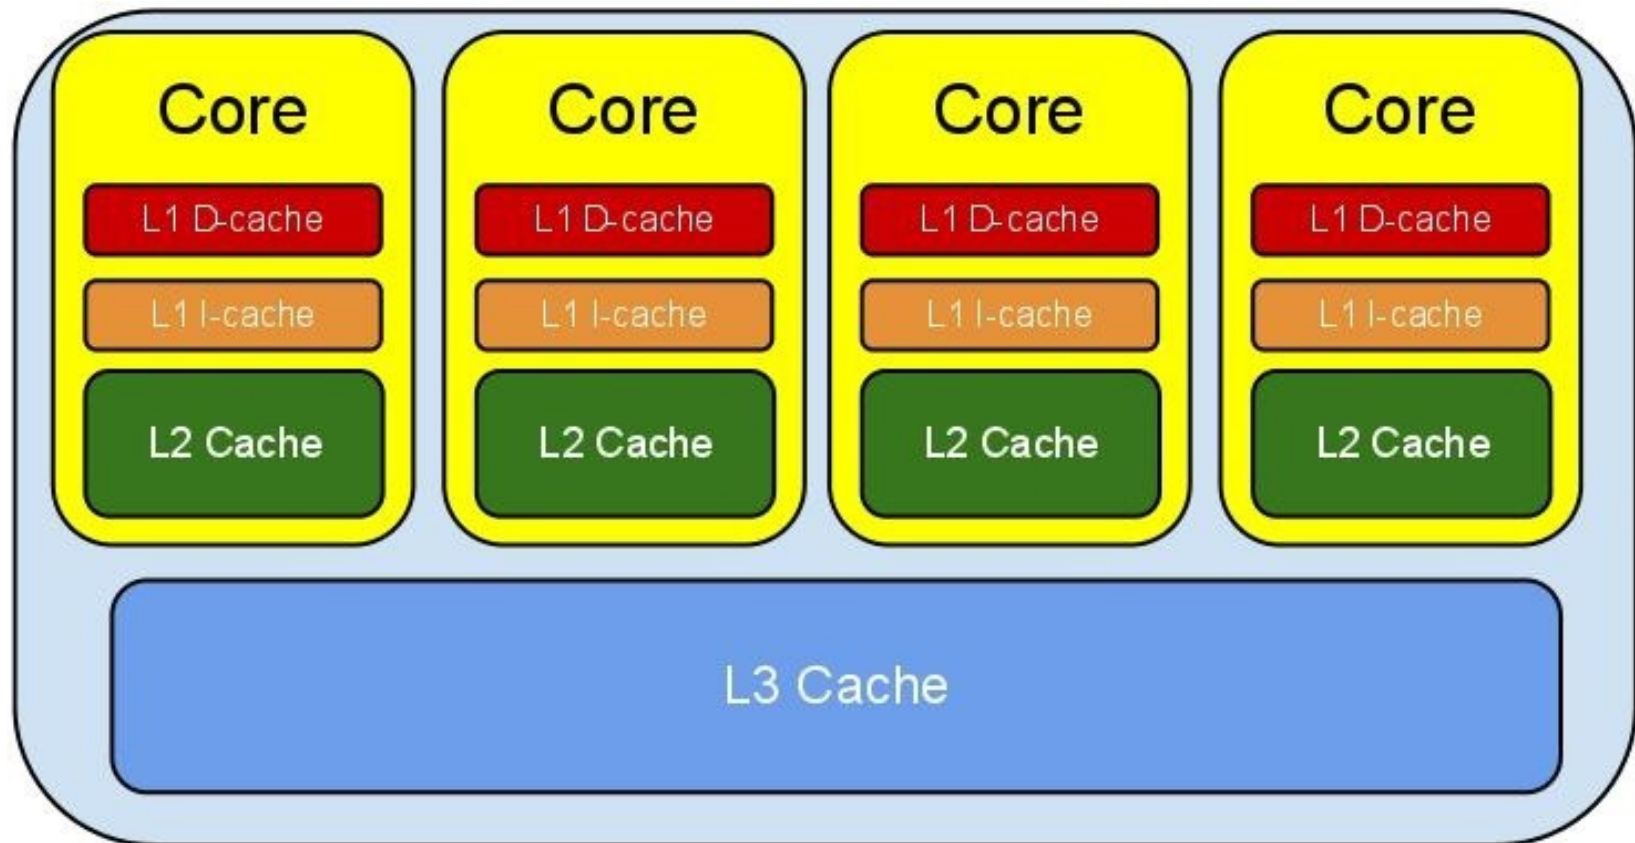 Core Core Core Core
L1 D-cache L1 D-cache L1 D-cache L1 D-cache
L1 I-cache L1 I-cache L1 I-cache L1 I-cache
L2 Cache L2 Cache L2 Cache L2 Cache
L3 Cache